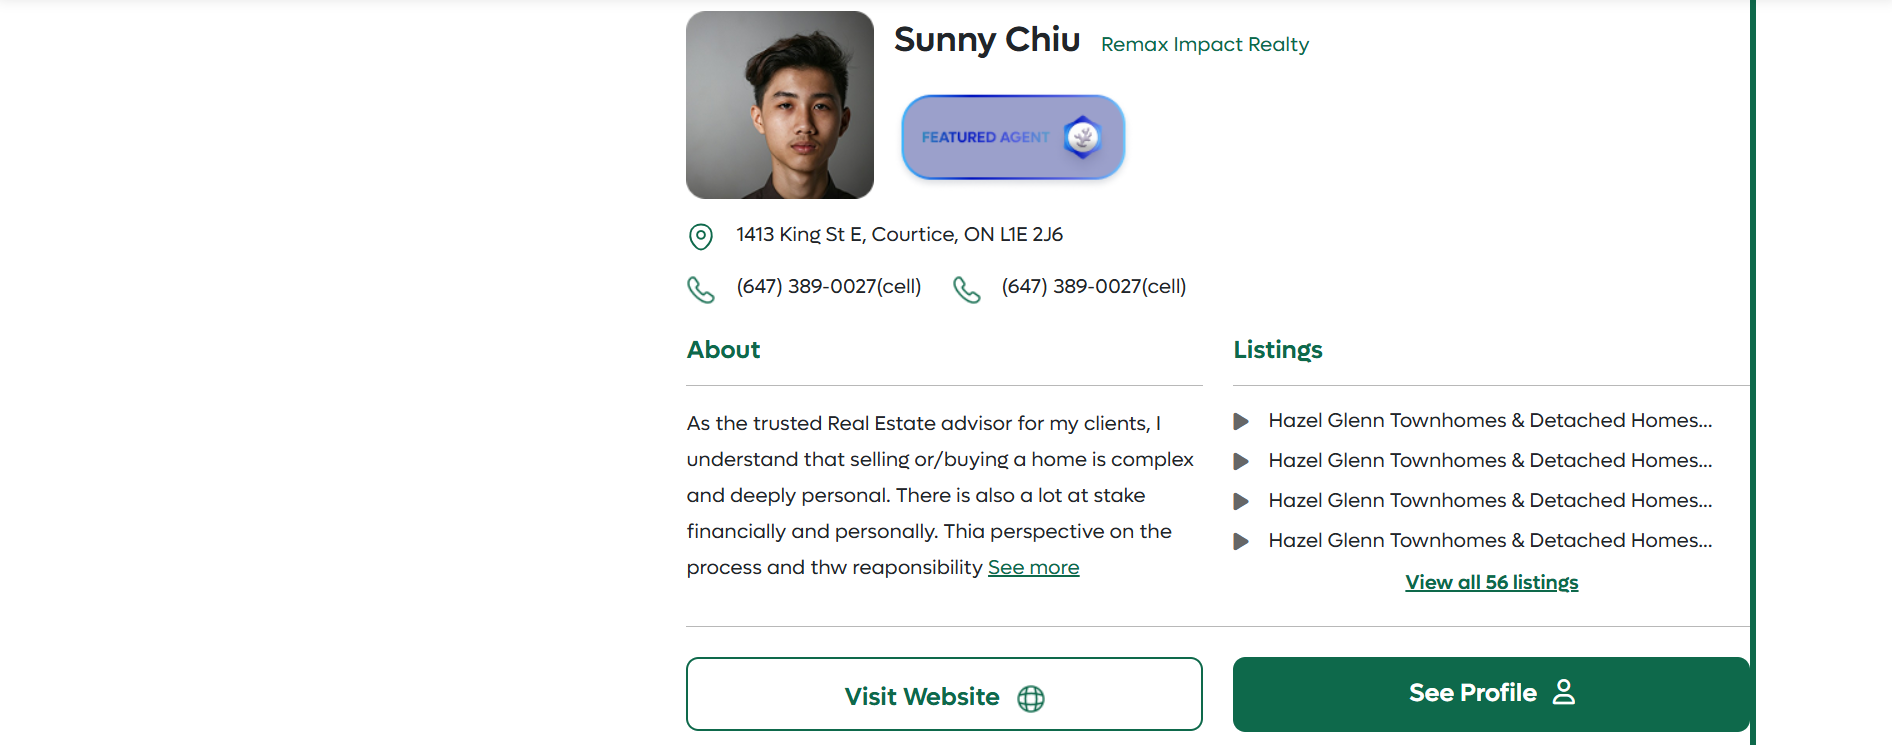 Sunny Chiu Remax Impact Realty
FEATURED AGENT
1413 King St E, Courtice, ON L1E 2J6
(647) 389-0027(cell) (647) 389-0027(cell)
About
As the trusted Real Estate advisor for my clients, I
understand that selling or/buying a home is complex
and deeply personal. There is also a lot at stake
financially and personally. Thia perspective on the
process and thw reaponsibility See more
Listings
Hazel Glenn Townhomes & Detached Homes...
Hazel Glenn Townhomes & Detached Homes...
Hazel Glenn Townhomes & Detached Homes...
Hazel Glenn Townhomes & Detached Homes...
View all 56 listings
Visit Website
See Profile